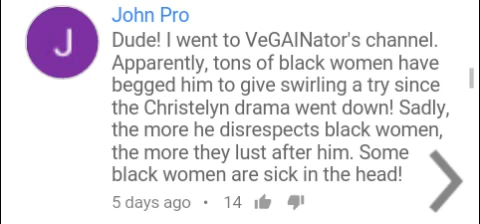 J
John Pro
Dude! I went to VeGAINator's channel.
Apparently, tons of black women have
begged him to give swirling a try since
the Christelyn drama went down! Sadly,
the more he disrespects black women,
the more they lust after him. Some
black women are sick in the head!
5 days ago • 14